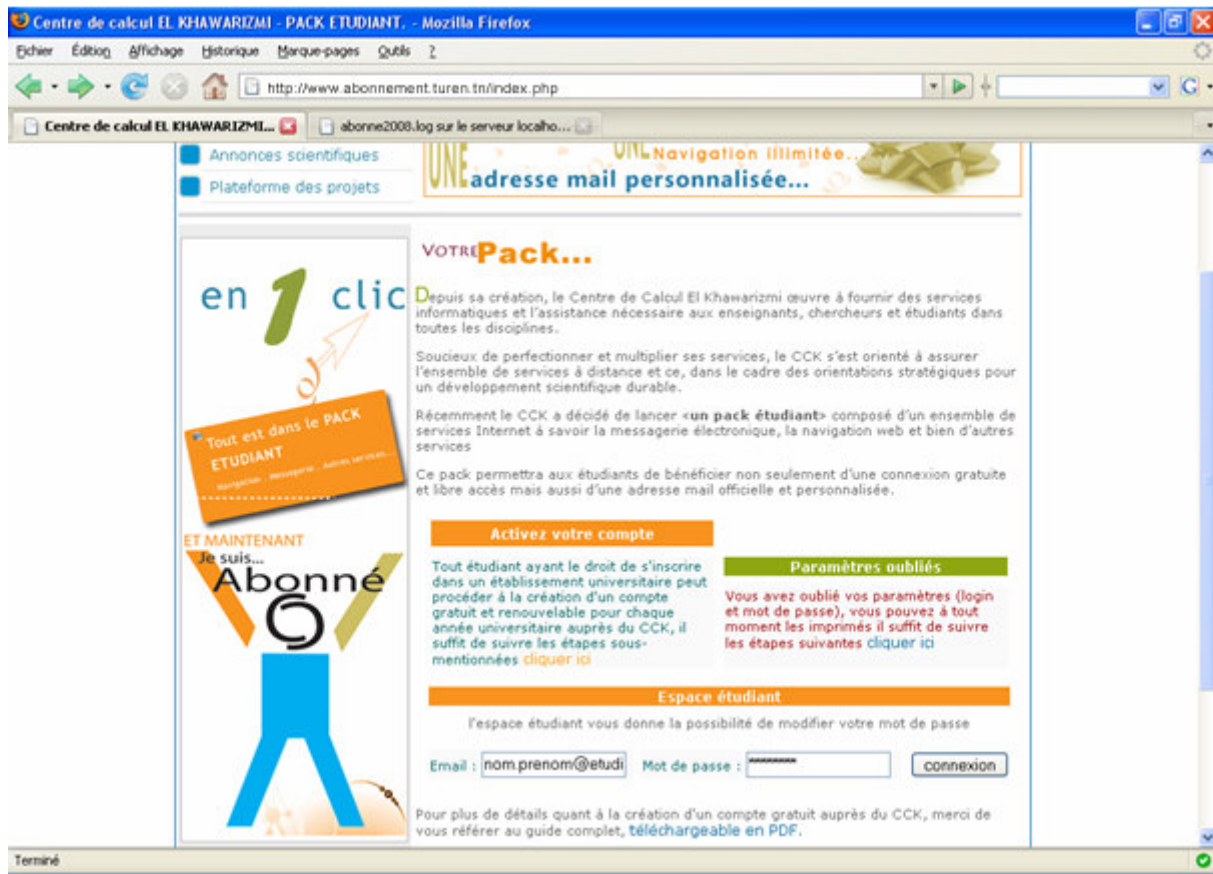 Centre de calcul EL KHAWARIZMI - PACK ETUDIANT. - Mozilla Firefox
Fichier Édition Affichage Historique Marque-pages Outils ?
http://www.abonnement.turen.tn/index.php
G
Centre de calcul EL KHAWARIZMI...
abonne2008.log sur le serveur localho...
Annonces scientifiques
Plateforme des projets
UNE
UNE Navigation illimitée...
adresse mail personnalisée...
en 1 clic
Tout est dans le PACK
ETUDIANT
Navigation . Messagerie . Autres services...
ET MAINTENANT
Je suis...
Abonné
VOTRE Pack...
Depuis sa création, le Centre de Calcul El Khawarizmi œuvre á fournir des services
informatiques et l'assistance nécessaire aux enseignants, chercheurs et étudiants dans
toutes les disciplines.
Soucieux de perfectionner et multiplier ses services, le CCK s'est orienté á assurer
l'ensemble de services à distance et ce, dans le cadre des orientations stratégiques pour
un développement scientifique durable.
Récemment le CCK a décidé de lancer <un pack étudiant> composé d'un ensemble de
services Internet á savoir la messagerie électronique, la navigation web et bien d'autres
services
Ce pack permettra aux étudiants de bénéficier non seulement d'une connexion gratuite
et libre accès mais aussi d'une adresse mail officielle et personnalisée.
Activez votre compte
Tout étudiant ayant le droit de s'inscrire
dans un établissement universitaire peut
procéder à la création d'un compte
gratuit et renouvelable pour chaque
année universitaire auprès du CCK, il
suffit de suivre les étapes sous-
mentionnées cliquer ici
Paramètres oubliés
Vous avez oublié vos paramètres (login
et mot de passe), vous pouvez á tout
moment les imprimés il suffit de suivre
les étapes suivantes cliquer ici
Espace étudiant
l'espace étudiant vous donne la possibilité de modifier votre mot de passe
Email : nom.prenom@etudi Mot de passe : ******** connexion
Pour plus de détails quant à la création d'un compte gratuit auprès du CCK, merci de
vous référer au guide complet, téléchargeable en PDF.
Terminé